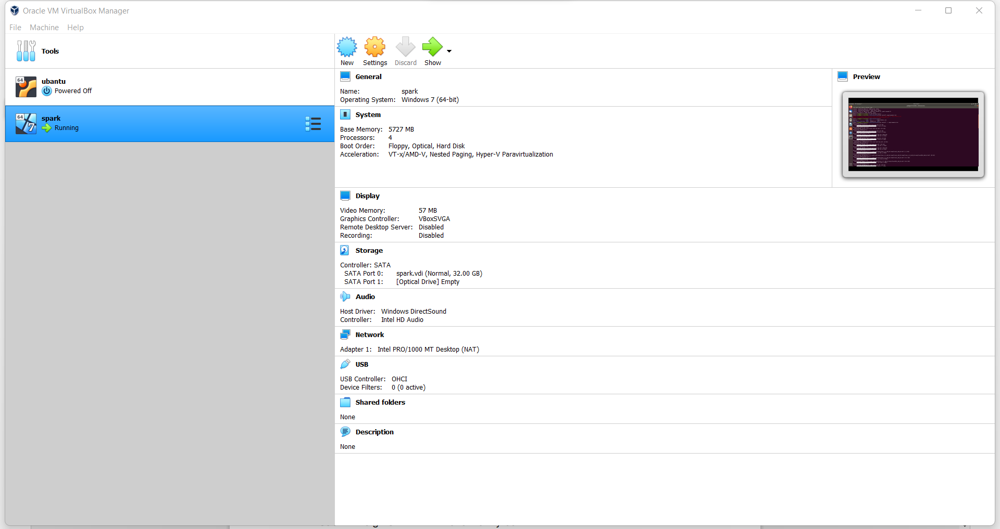 Oracle VM VirtualBox Manager
File Machine Help
Tools
New Settings Discard Show
64
ubantu
Powered Off
64
7
spark
Running
General
Name: spark
Operating System: Windows 7 (64-bit)
Preview
System
Base Memory: 5727 MB
Processors: 4
Boot Order: Floppy, Optical, Hard Disk
Acceleration: VT-x/AMD-V, Nested Paging, Hyper-V Paravirtualization
Display
Video Memory: 57 MB
Graphics Controller: VBoxSVGA
Remote Desktop Server: Disabled
Recording: Disabled
Storage
Controller: SATA
SATA Port 0: spark.vdi (Normal, 32.00 GB)
SATA Port 1: [Optical Drive] Empty
Audio
Host Driver: Windows DirectSound
Controller: Intel HD Audio
Network
Adapter 1: Intel PRO/1000 MT Desktop (NAT)
USB
USB Controller: OHCI
Device Filters: 0 (0 active)
Shared folders
None
Description
None